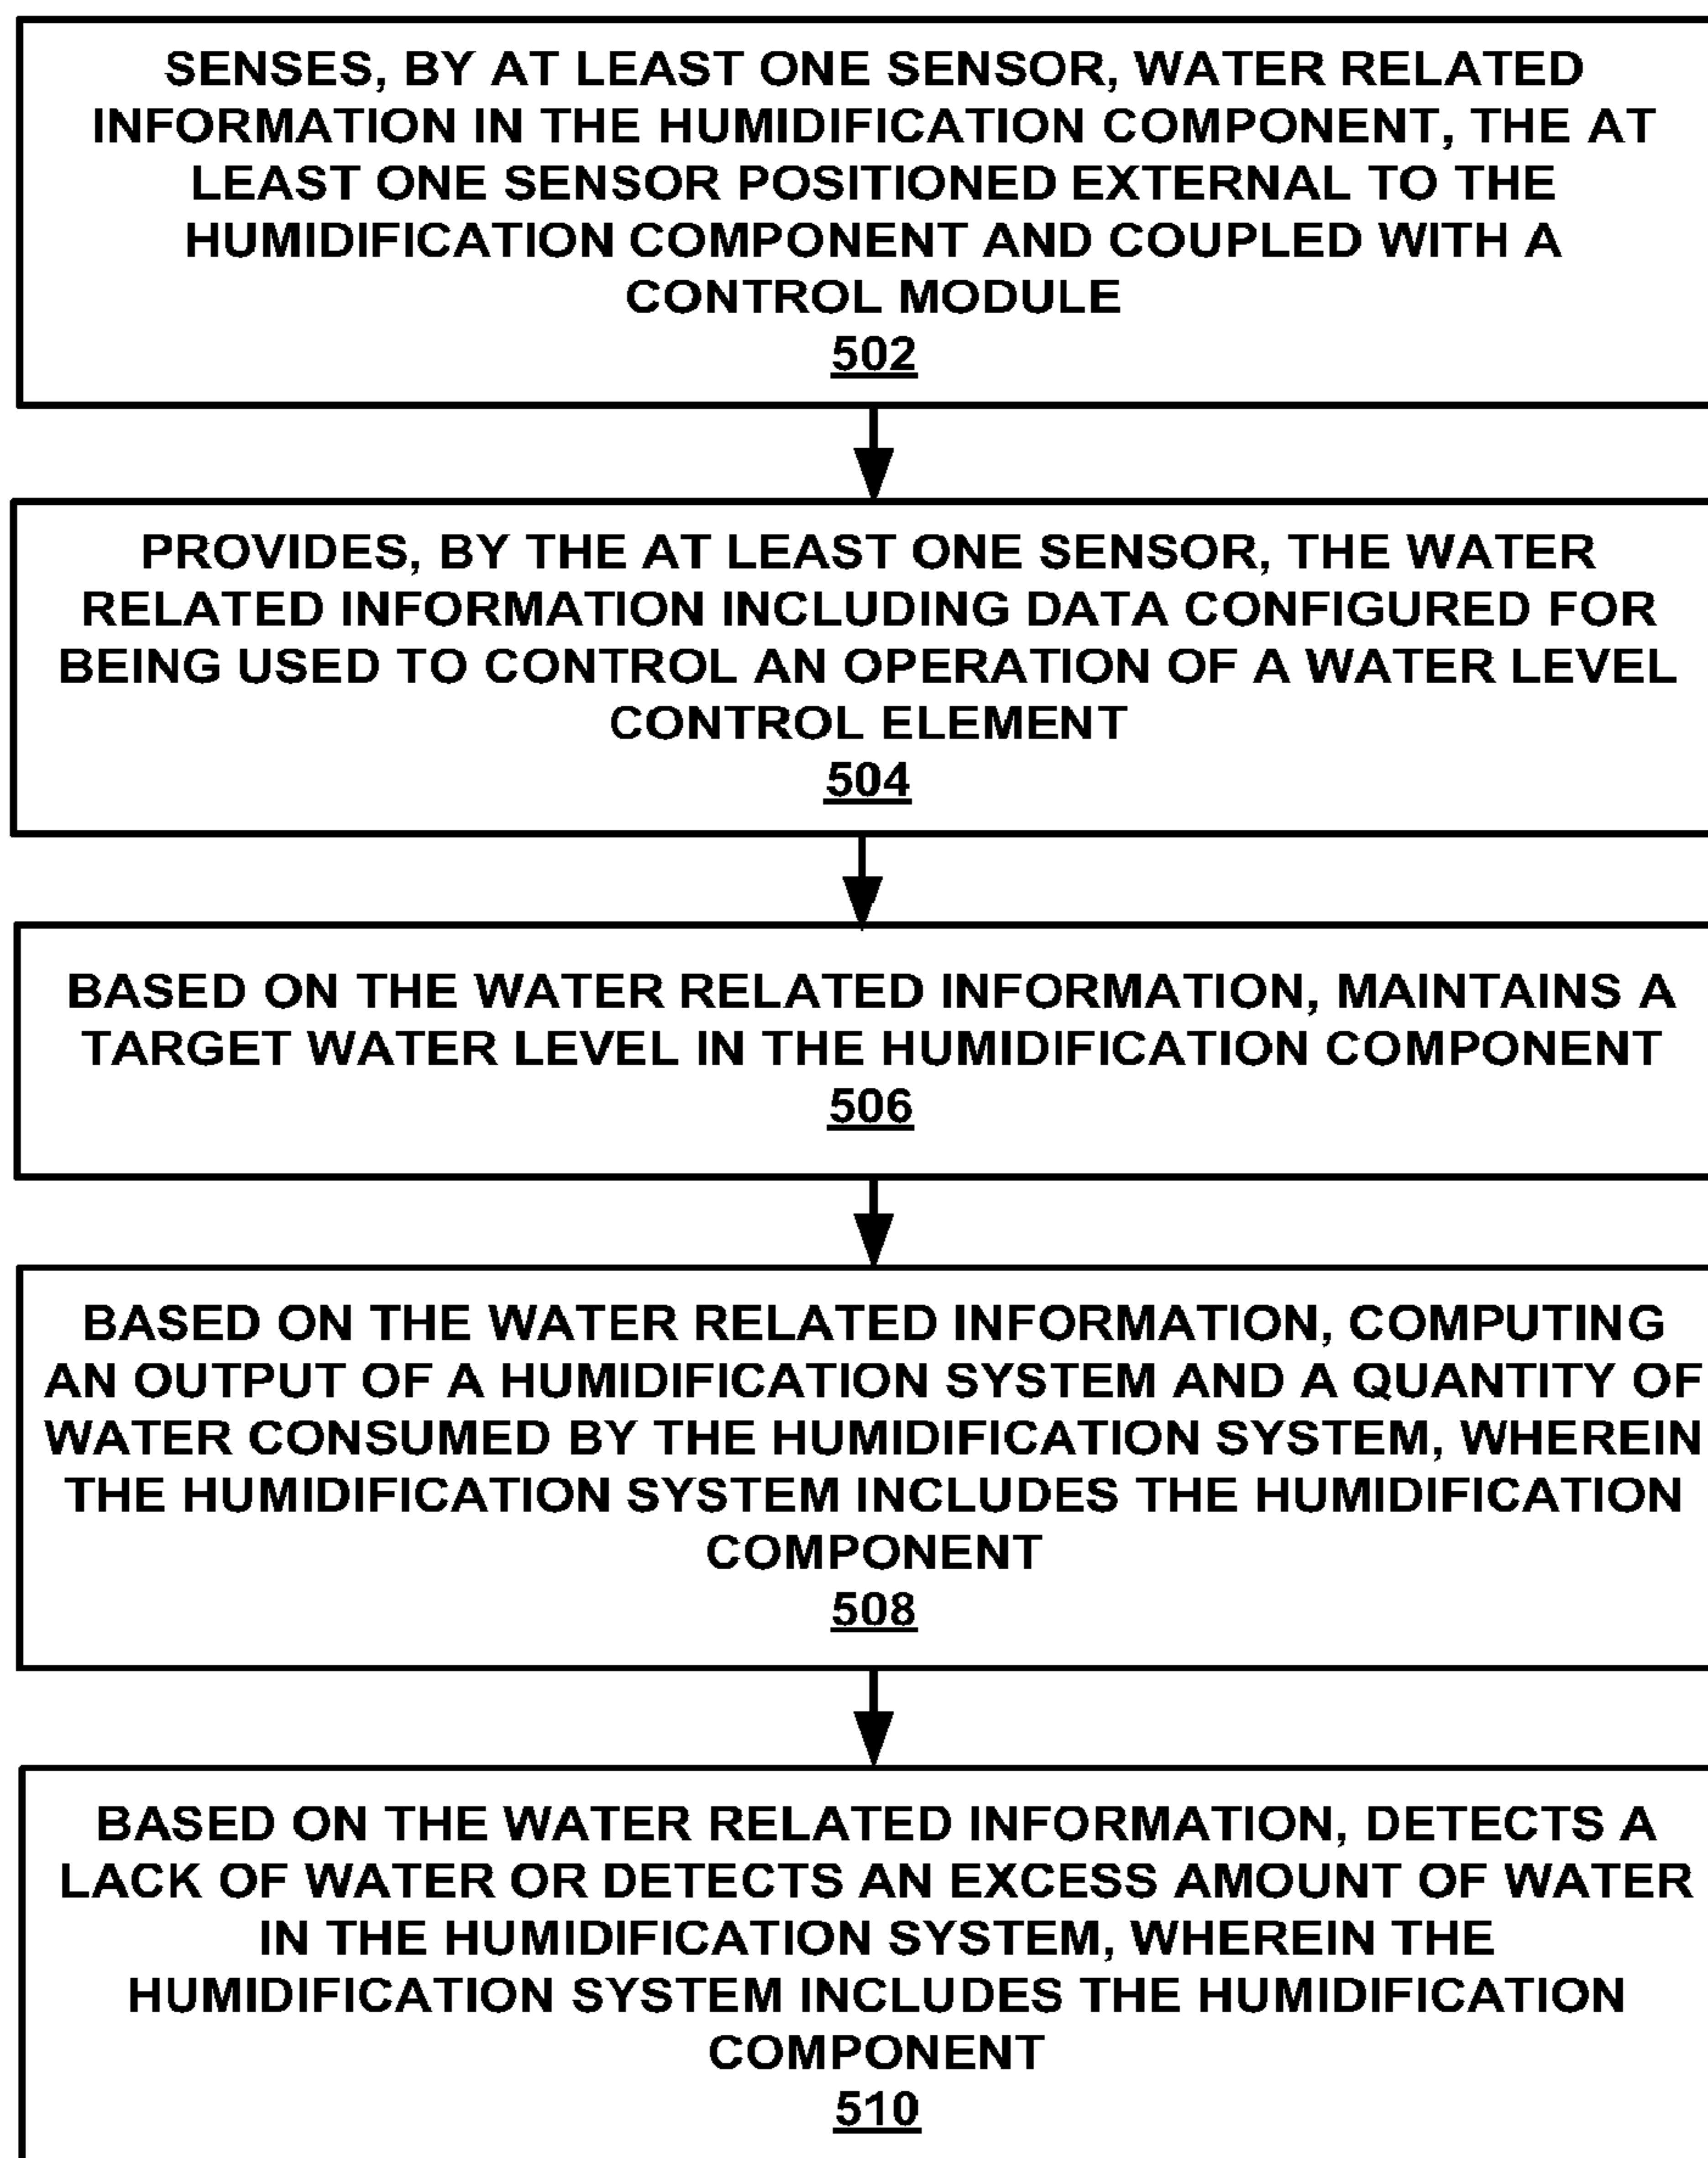 SENSES, BY AT LEAST ONE SENSOR, WATER RELATED
INFORMATION IN THE HUMIDIFICATION COMPONENT, THE AT
LEAST ONE SENSOR POSITIONED EXTERNAL TO THE
HUMIDIFICATION COMPONENT AND COUPLED WITH A
CONTROL MODULE
502
PROVIDES, BY THE AT LEAST ONE SENSOR, THE WATER
RELATED INFORMATION INCLUDING DATA CONFIGURED FOR
BEING USED TO CONTROL AN OPERATION OF A WATER LEVEL
CONTROL ELEMENT
504
BASED ON THE WATER RELATED INFORMATION, MAINTAINS A
TARGET WATER LEVEL IN THE HUMIDIFICATION COMPONENT
506
BASED ON THE WATER RELATED INFORMATION, COMPUTING
AN OUTPUT OF A HUMIDIFICATION SYSTEM AND A QUANTITY OF
WATER CONSUMED BY THE HUMIDIFICATION SYSTEM, WHEREIN
THE HUMIDIFICATION SYSTEM INCLUDES THE HUMIDIFICATION
COMPONENT
508
BASED ON THE WATER RELATED INFORMATION, DETECTS A
LACK OF WATER OR DETECTS AN EXCESS AMOUNT OF WATER
IN THE HUMIDIFICATION SYSTEM, WHEREIN THE
HUMIDIFICATION SYSTEM INCLUDES THE HUMIDIFICATION
COMPONENT
510